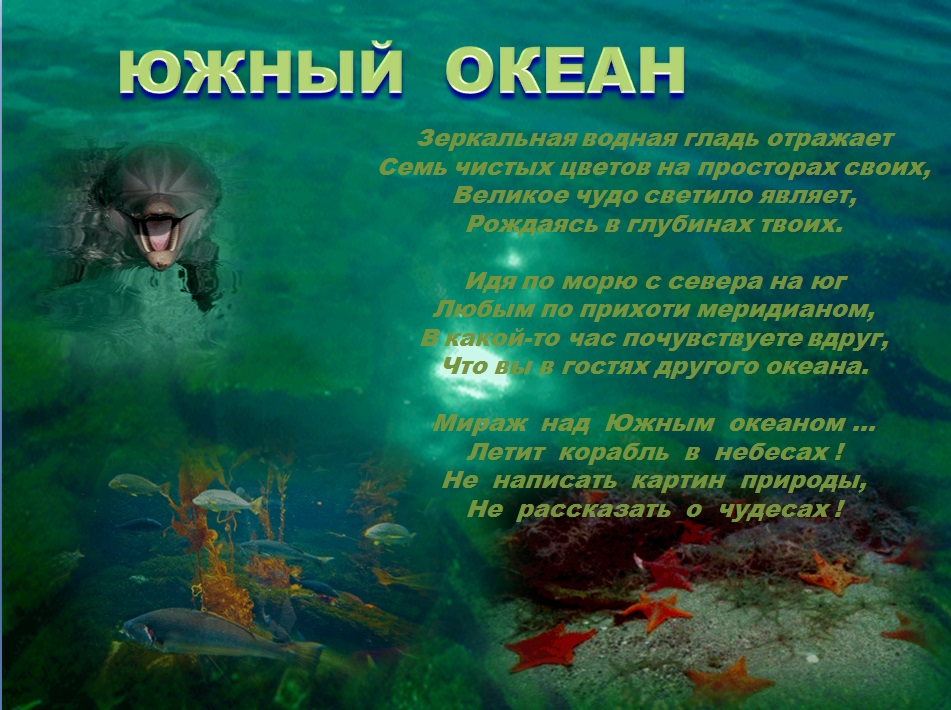 ЮЖНЫЙ ОКЕАН
Зеркальная водная гладь отражает
Семь чистых цветов на просторах своих,
Великое чудо светило являет,
Рождаясь в глубинах твоих.
Идя по морю с севера на юг
Любым по прихоти меридианом,
В какой-то час почувствуете вдруг,
Что вы в гостях другого океана.
Мираж над Южным океаном ...
Летит корабль в небесах !
Не написать картин природы,
Не рассказать о чудесах !